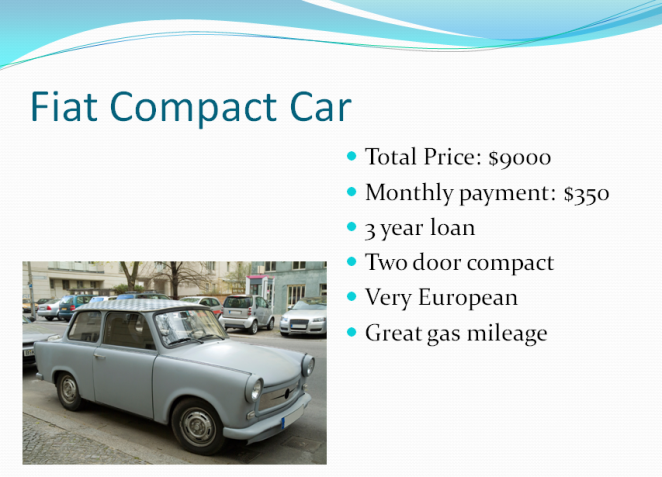 Fiat Compact Car
Total Price: $9000
Monthly payment: $350
3 year loan
Two door compact
Very European
Great gas mileage